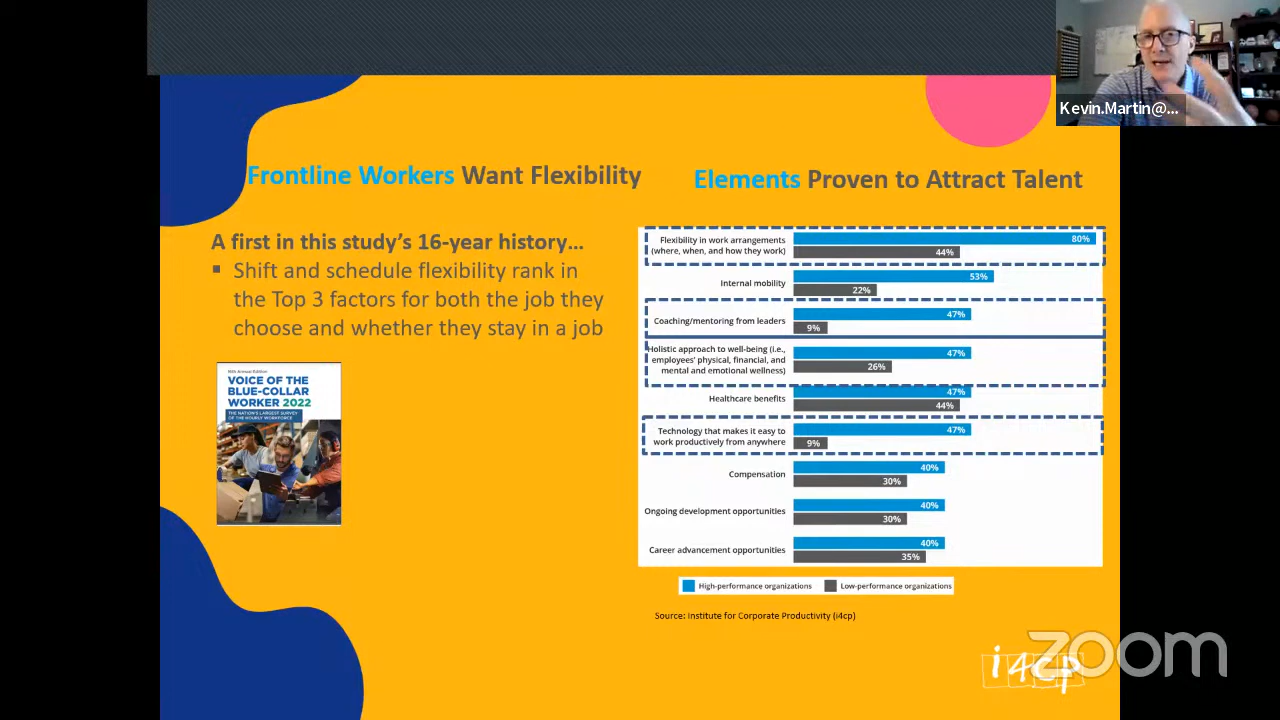 Kevin.Martin@...
Frontline Workers Want Flexibility
A first in this study's 16-year history…
▪ Shift and schedule flexibility rank in
the Top 3 factors for both the job they
choose and whether they stay in a job
VOICE OF THE
BLUE-COLLAR
WORKER 2022
THE NATION'S LARGEST SURVEY
OF THE HOURLY WORKFORCE
Elements Proven to Attract Talent
Flexibility in work arrangements
(where, when, and how they work)
80%
44%
Internal mobility
53%
22%
Coaching/mentoring from leaders
47%
9%
Holistic approach to well-being (i.e.,
employees' physical, financial, and
mental and emotional wellness)
47%
26%
Healthcare benefits
47%
44%
Technology that makes it easy to
work productively from anywhere
47%
9%
Compensation
40%
30%
Ongoing development opportunities
40%
30%
Career advancement opportunities
40%
35%
High-performance organizations
Low-performance organizations
Source: Institute for Corporate Productivity (i4cp)
i4cp
zoom